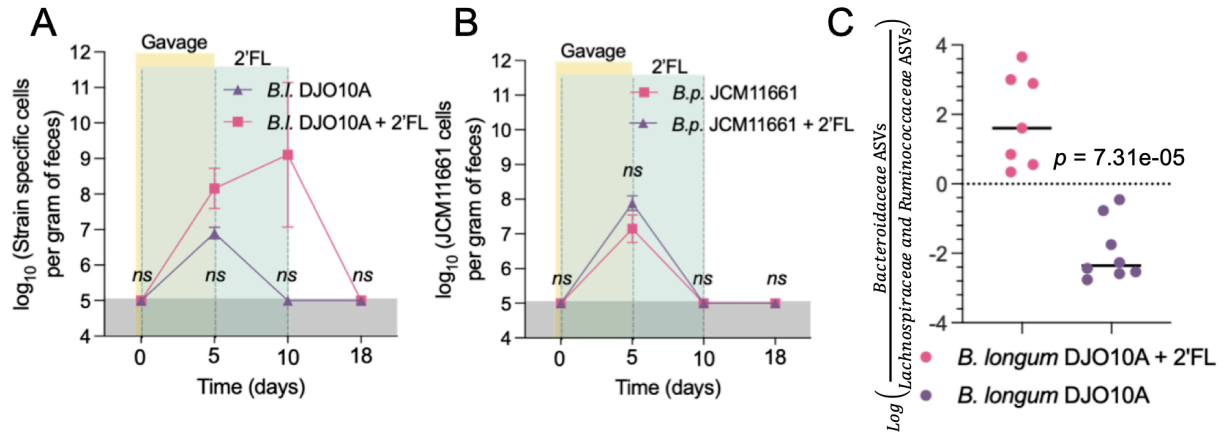 A
Gavage
2'FL
B.l. DJO10A
B.l. DJO10A + 2'FL
log10 (Strain specific cells
per gram of feces)
12
11
10
9
8
7
6
5
4
ns
ns
ns
ns
0
5
10
18
Time (days)
B
Gavage
2'FL
B.p. JCM11661
B.p. JCM11661 + 2'FL
log10 (JCM11661 cells
per gram of feces)
12
11
10
9
8
7
6
5
4
ns
ns
ns
ns
0
5
10
18
Time (days)
C
Log (
Bacteroidaceae ASVs
Lachnospiraceae and Ruminococcaceae ASVs
)
4
2
0
-2
-4
p = 7.31e-05
B. longum DJO10A + 2'FL
B. longum DJO10A